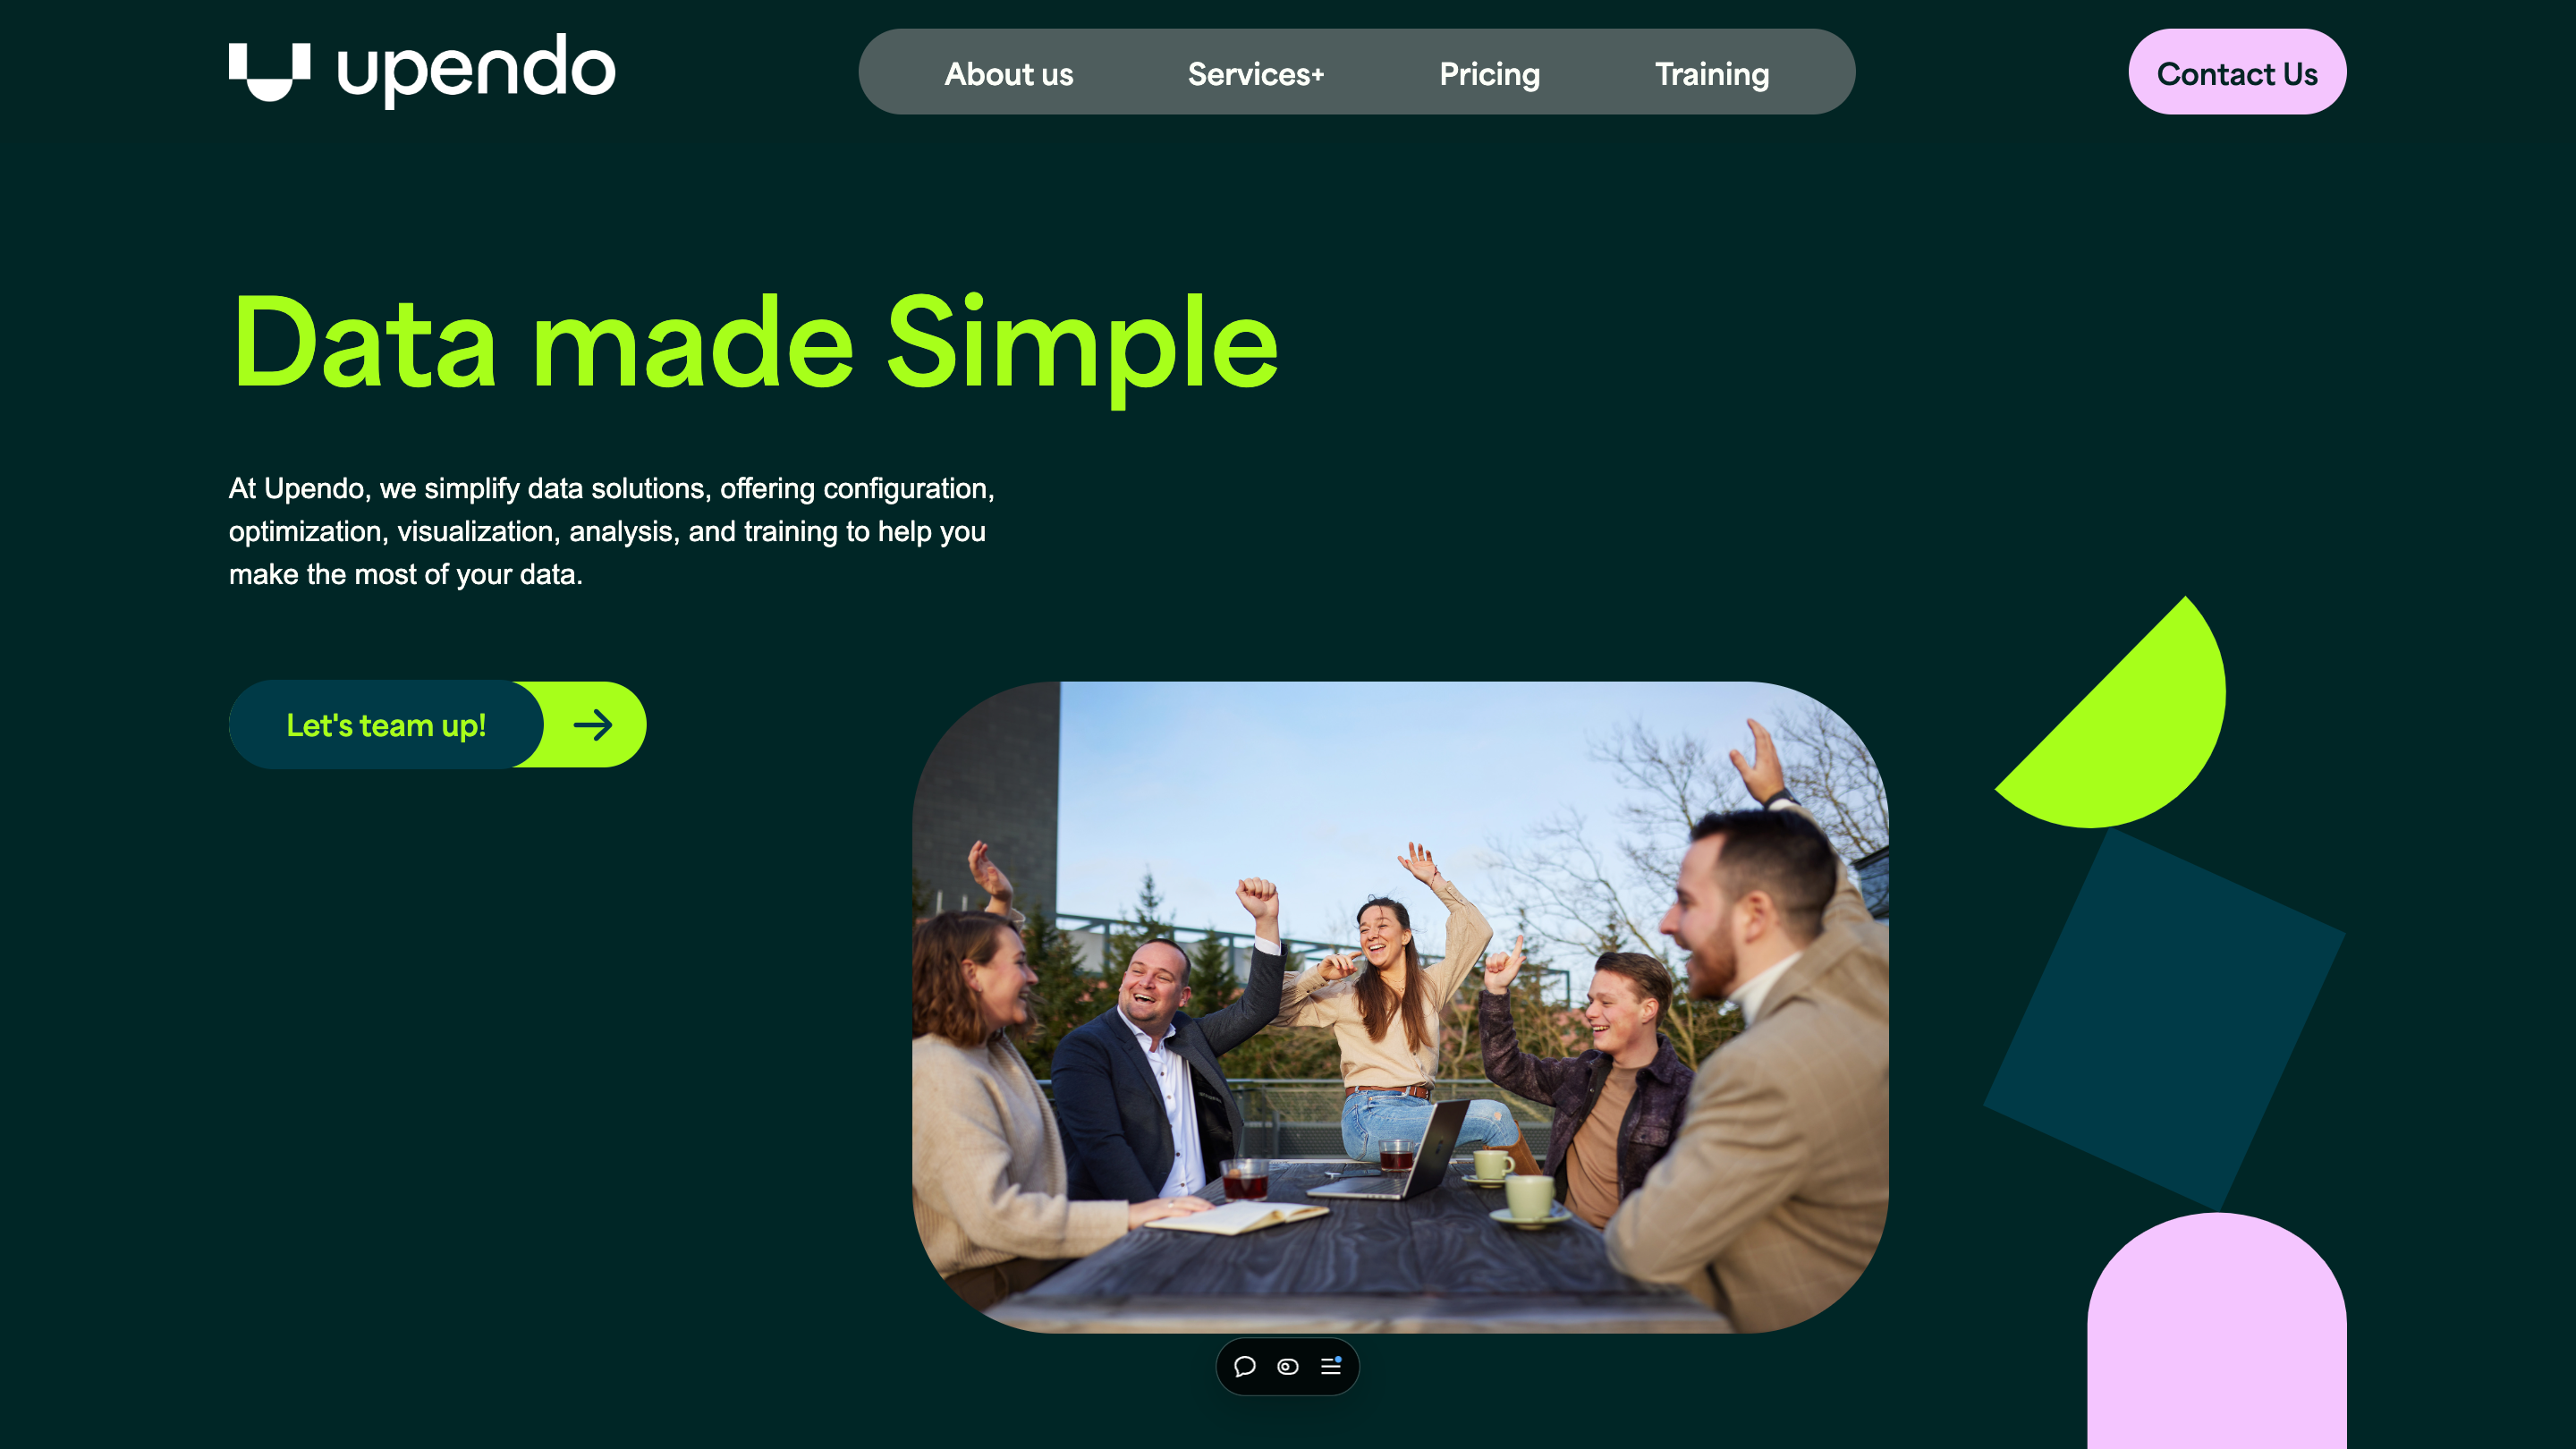 upendo
About us
Services+
Pricing
Training
Contact Us
Data made Simple
At Upendo, we simplify data solutions, offering configuration,
optimization, visualization, analysis, and training to help you
make the most of your data.
Let's team up!